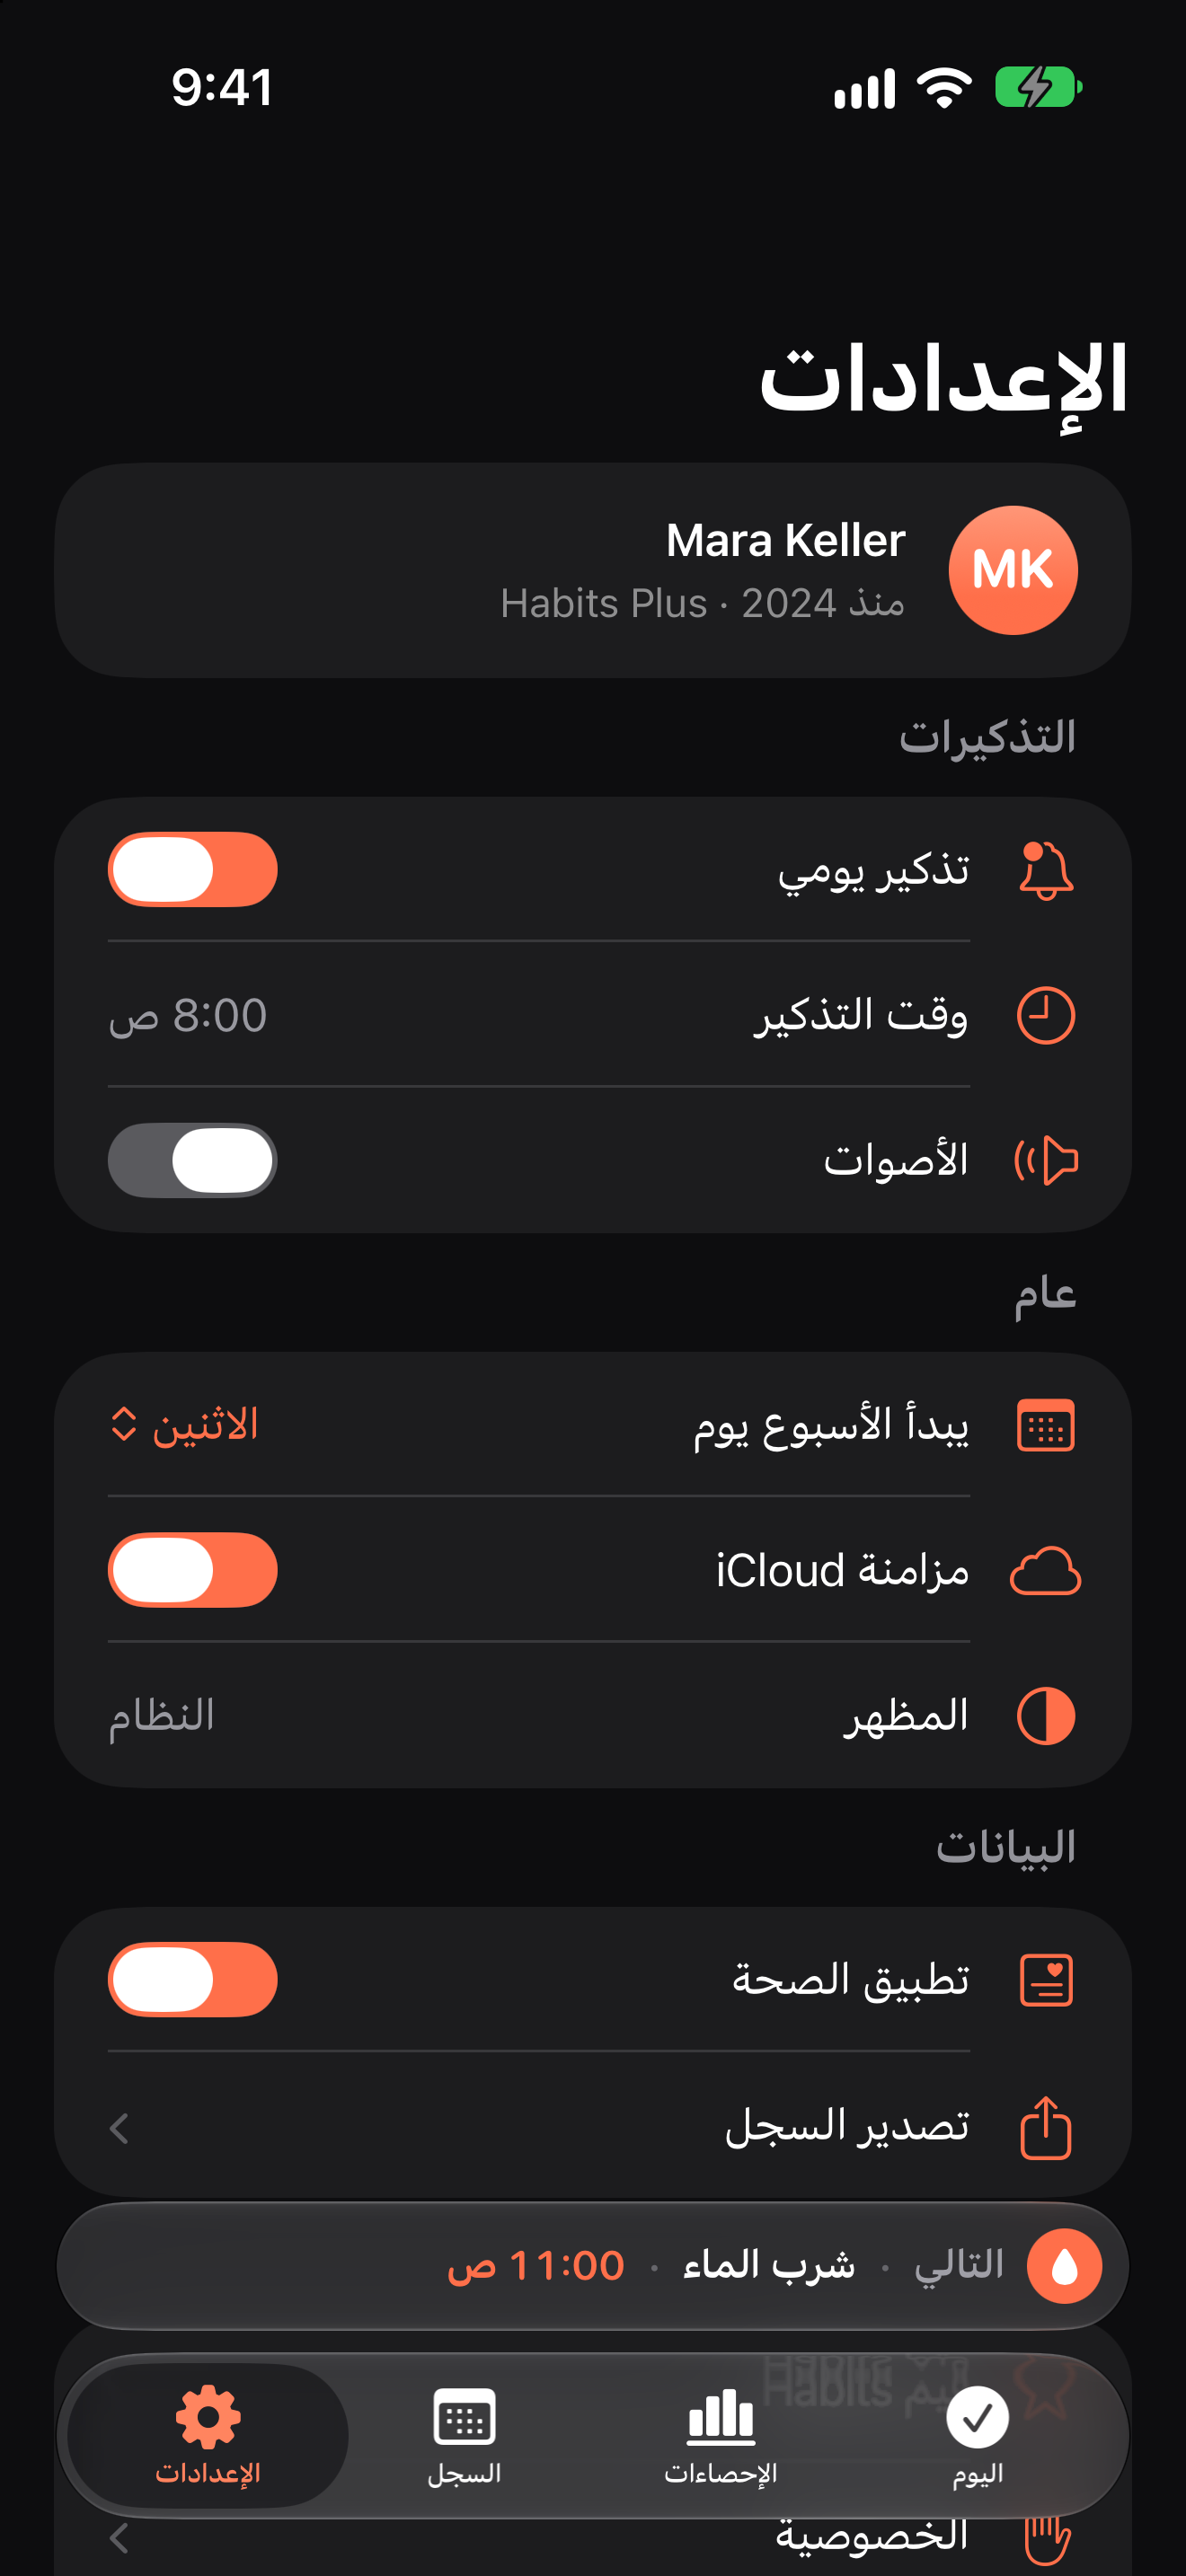 9:41
الإعدادات
MK
Mara Keller
Habits Plus · منذ 2024
التذكيرات
تذكير يومي
وقت التذكير
8:00 ص
الأصوات
عام
يبدأ الأسبوع يوم
الاثنين
مزامنة iCloud
المظهر
النظام
البيانات
تطبيق الصحة
تصدير السجل
التالي · شرب الماء · 11:00 ص
Habits
اليوم
الإحصاءات
السجل
الإعدادات
الخصوصية